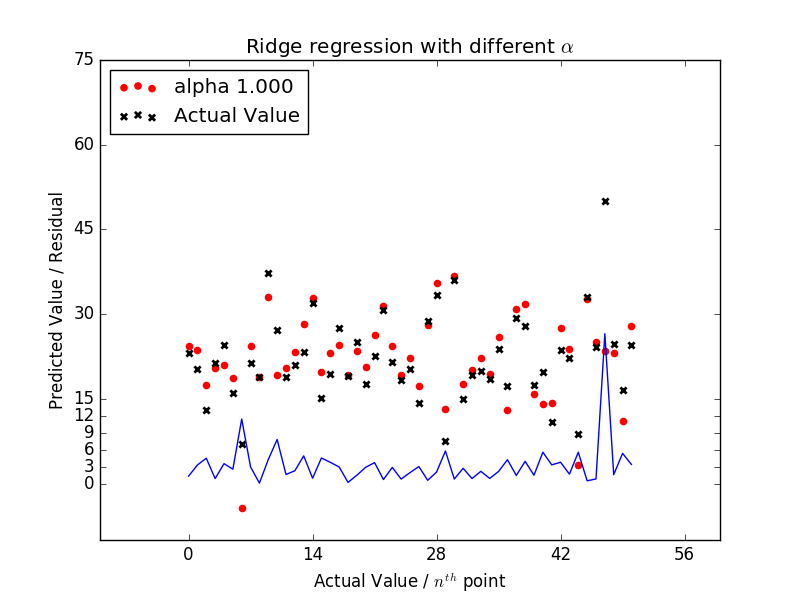 Ridge regression with different α
alpha 1.000
Actual Value
Predicted Value / Residual
75
60
45
30
15
12
9
6
3
0
0 14 28 42 56
Actual Value / nᵗʰ point